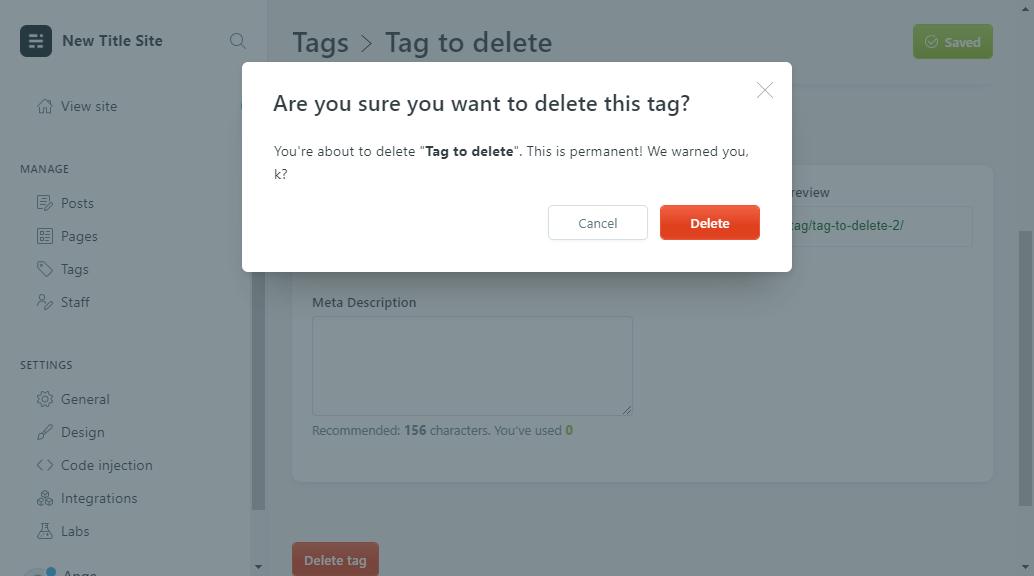 New Title Site
Tags > Tag to delete
Saved
View site
Are you sure you want to delete this tag?
You're about to delete "Tag to delete". This is permanent! We warned you,
k?
Cancel
Delete
MANAGE
Posts
Pages
Tags
Staff
SETTINGS
General
Design
Code injection
Integrations
Labs
review
tag/tag-to-delete-2/
Meta Description
Recommended: 156 characters. You've used 0
Delete tag